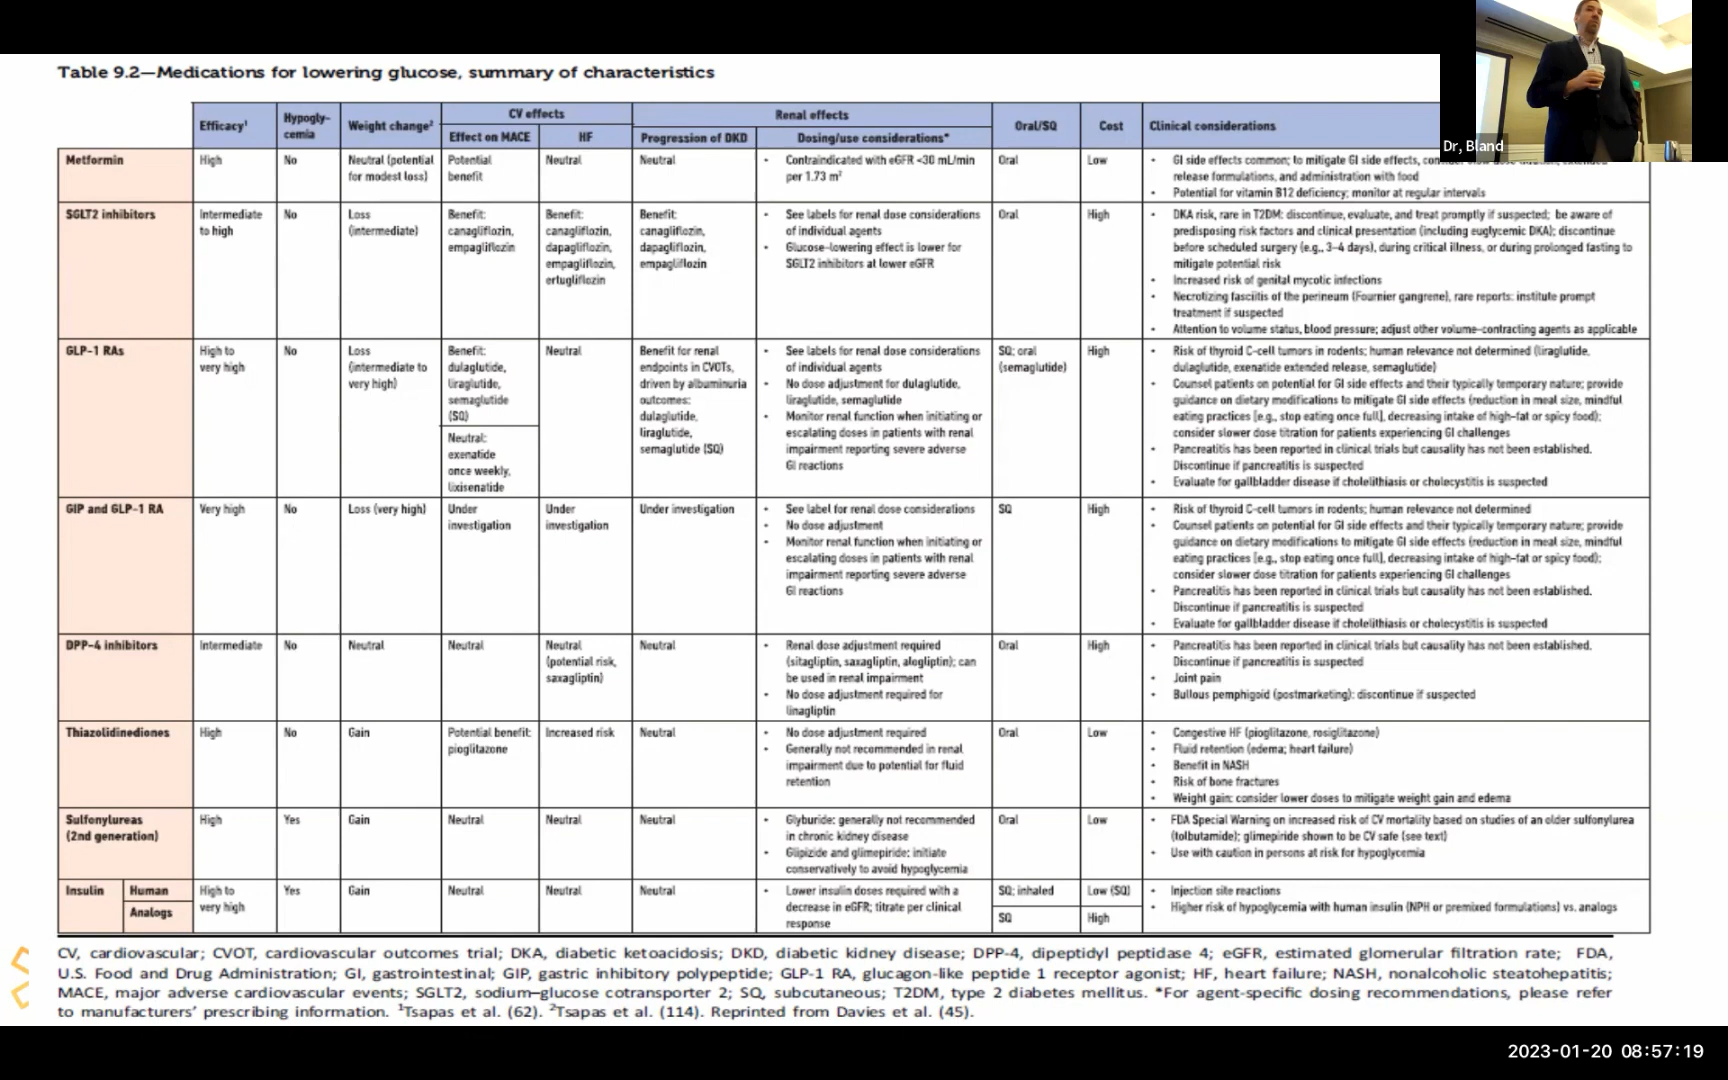 Table 9.2—Medications for lowering glucose, summary of characteristics
Dr, Bland
Efficacy¹
Hypogly-
cemia
Weight change²
CV effects
Effect on MACE
HF
Renal effects
Progression of DKD
Dosing/use considerations*
Oral/SQ
Cost
Clinical considerations
Metformin
High
No
Neutral (potential
for modest loss)
Potential
benefit
Neutral
Neutral
• Contraindicated with eGFR <30 mL/min
per 1.73 m²
Oral
Low
• GI side effects common; to mitigate GI side effects,
release formulations, and administration with food
• Potential for vitamin B12 deficiency; monitor at regular intervals
SGLT2 inhibitors
Intermediate
to high
No
Loss
(intermediate)
Benefit:
canagliflozin,
empagliflozin
Benefit:
canagliflozin,
dapagliflozin,
empagliflozin,
ertugliflozin
Benefit:
canagliflozin,
dapagliflozin,
empagliflozin
• See labels for renal dose considerations
of individual agents
• Glucose-lowering effect is lower for
SGLT2 inhibitors at lower eGFR
Oral
High
• DKA risk, rare in T2DM: discontinue, evaluate, and treat promptly if suspected; be aware of
predisposing risk factors and clinical presentation (including euglycemic DKA); discontinue
before scheduled surgery (e.g., 3–4 days), during critical illness, or during prolonged fasting to
mitigate potential risk
• Increased risk of genital mycotic infections
• Necrotizing fasciitis of the perineum (Fournier gangrene), rare reports: institute prompt
treatment if suspected
• Attention to volume status, blood pressure; adjust other volume-contracting agents as applicable
GLP-1 RAs
High to
very high
No
Loss
(intermediate to
very high)
Benefit:
dulaglutide,
liraglutide,
semaglutide
(SQ)
Neutral:
exenatide
once weekly,
lixisenatide
Neutral
Benefit for renal
endpoints in CVOTs,
driven by albuminuria
outcomes:
dulaglutide,
liraglutide,
semaglutide (SQ)
• See labels for renal dose considerations
of individual agents
• No dose adjustment for dulaglutide,
liraglutide, semaglutide
• Monitor renal function when initiating or
escalating doses in patients with renal
impairment reporting severe adverse
GI reactions
SQ; oral
(semaglutide)
High
• Risk of thyroid C-cell tumors in rodents; human relevance not determined (liraglutide,
dulaglutide, exenatide extended release, semaglutide)
• Counsel patients on potential for GI side effects and their typically temporary nature; provide
guidance on dietary modifications to mitigate GI side effects (reduction in meal size, mindful
eating practices [e.g., stop eating once full], decreasing intake of high-fat or spicy food);
consider slower dose titration for patients experiencing GI challenges
• Pancreatitis has been reported in clinical trials but causality has not been established.
Discontinue if pancreatitis is suspected
• Evaluate for gallbladder disease if cholelithiasis or cholecystitis is suspected
GIP and GLP-1 RA
Very high
No
Loss (very high)
Under
investigation
Under
investigation
Under investigation
• See label for renal dose considerations
• No dose adjustment
• Monitor renal function when initiating or
escalating doses in patients with renal
impairment reporting severe adverse
GI reactions
SQ
High
• Risk of thyroid C-cell tumors in rodents; human relevance not determined
• Counsel patients on potential for GI side effects and their typically temporary nature; provide
guidance on dietary modifications to mitigate GI side effects (reduction in meal size, mindful
eating practices [e.g., stop eating once full], decreasing intake of high-fat or spicy food);
consider slower dose titration for patients experiencing GI challenges
• Pancreatitis has been reported in clinical trials but causality has not been established.
Discontinue if pancreatitis is suspected
• Evaluate for gallbladder disease if cholelithiasis or cholecystitis is suspected
DPP-4 inhibitors
Intermediate
No
Neutral
Neutral
Neutral
(potential risk,
saxagliptin)
Neutral
• Renal dose adjustment required
(sitagliptin, saxagliptin, alogliptin); can
be used in renal impairment
• No dose adjustment required for
linagliptin
Oral
High
• Pancreatitis has been reported in clinical trials but causality has not been established.
Discontinue if pancreatitis is suspected
• Joint pain
• Bullous pemphigoid (postmarketing): discontinue if suspected
Thiazolidinediones
High
No
Gain
Potential benefit:
pioglitazone
Increased risk
Neutral
• No dose adjustment required
• Generally not recommended in renal
impairment due to potential for fluid
retention
Oral
Low
• Congestive HF (pioglitazone, rosiglitazone)
• Fluid retention (edema; heart failure)
• Benefit in NASH
• Risk of bone fractures
• Weight gain: consider lower doses to mitigate weight gain and edema
Sulfonylureas
(2nd generation)
High
Yes
Gain
Neutral
Neutral
Neutral
• Glyburide: generally not recommended
in chronic kidney disease
• Glipizide and glimepiride: initiate
conservatively to avoid hypoglycemia
Oral
Low
• FDA Special Warning on increased risk of CV mortality based on studies of an older sulfonylurea
(tolbutamide); glimepiride shown to be CV safe (see text)
• Use with caution in persons at risk for hypoglycemia
Insulin
Human
Analogs
High to
very high
Yes
Gain
Neutral
Neutral
Neutral
• Lower insulin doses required with a
decrease in eGFR; titrate per clinical
response
SQ; inhaled
SQ
Low (SQ)
High
• Injection site reactions
• Higher risk of hypoglycemia with human insulin (NPH or premixed formulations) vs. analogs
CV, cardiovascular; CVOT, cardiovascular outcomes trial; DKA, diabetic ketoacidosis; DKD, diabetic kidney disease; DPP-4, dipeptidyl peptidase 4; eGFR, estimated glomerular filtration rate; FDA,
U.S. Food and Drug Administration; GI, gastrointestinal; GIP, gastric inhibitory polypeptide; GLP-1 RA, glucagon-like peptide 1 receptor agonist; HF, heart failure; NASH, nonalcoholic steatohepatitis;
MACE, major adverse cardiovascular events; SGLT2, sodium–glucose cotransporter 2; SQ, subcutaneous; T2DM, type 2 diabetes mellitus. *For agent-specific dosing recommendations, please refer
to manufacturers’ prescribing information. ¹Tsapas et al. (62). ²Tsapas et al. (114). Reprinted from Davies et al. (45).
2023-01-20 08:57:19